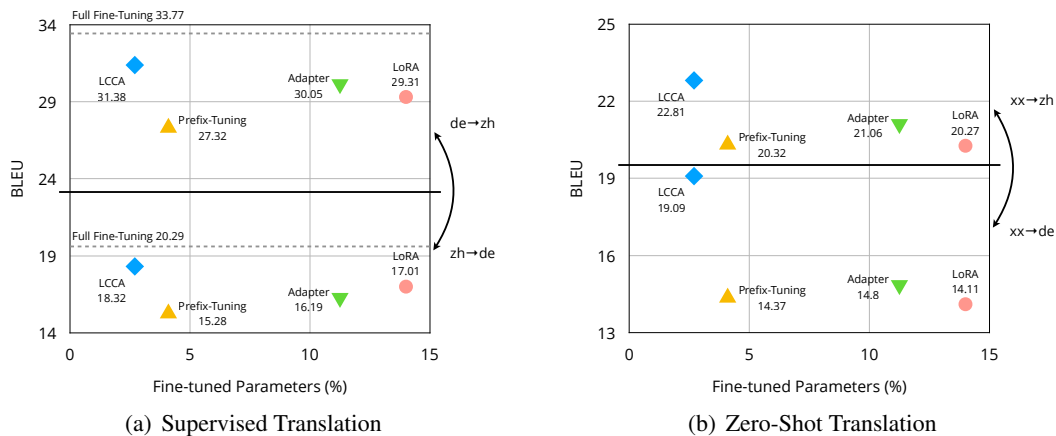 Full Fine-Tuning 33.77
34
29
24
19
14
BLEU
LCCA
31.38
Prefix-Tuning
27.32
Adapter
30.05
LoRA
29.31
de→zh
Full Fine-Tuning 20.29
zh→de
LCCA
18.32
Prefix-Tuning
15.28
Adapter
16.19
LoRA
17.01
0
5
10
15
Fine-tuned Parameters (%)
(a) Supervised Translation
25
22
19
16
13
BLEU
LCCA
22.81
Prefix-Tuning
20.32
Adapter
21.06
LoRA
20.27
xx→zh
LCCA
19.09
xx→de
Prefix-Tuning
14.37
Adapter
14.8
LoRA
14.11
0
5
10
15
Fine-tuned Parameters (%)
(b) Zero-Shot Translation